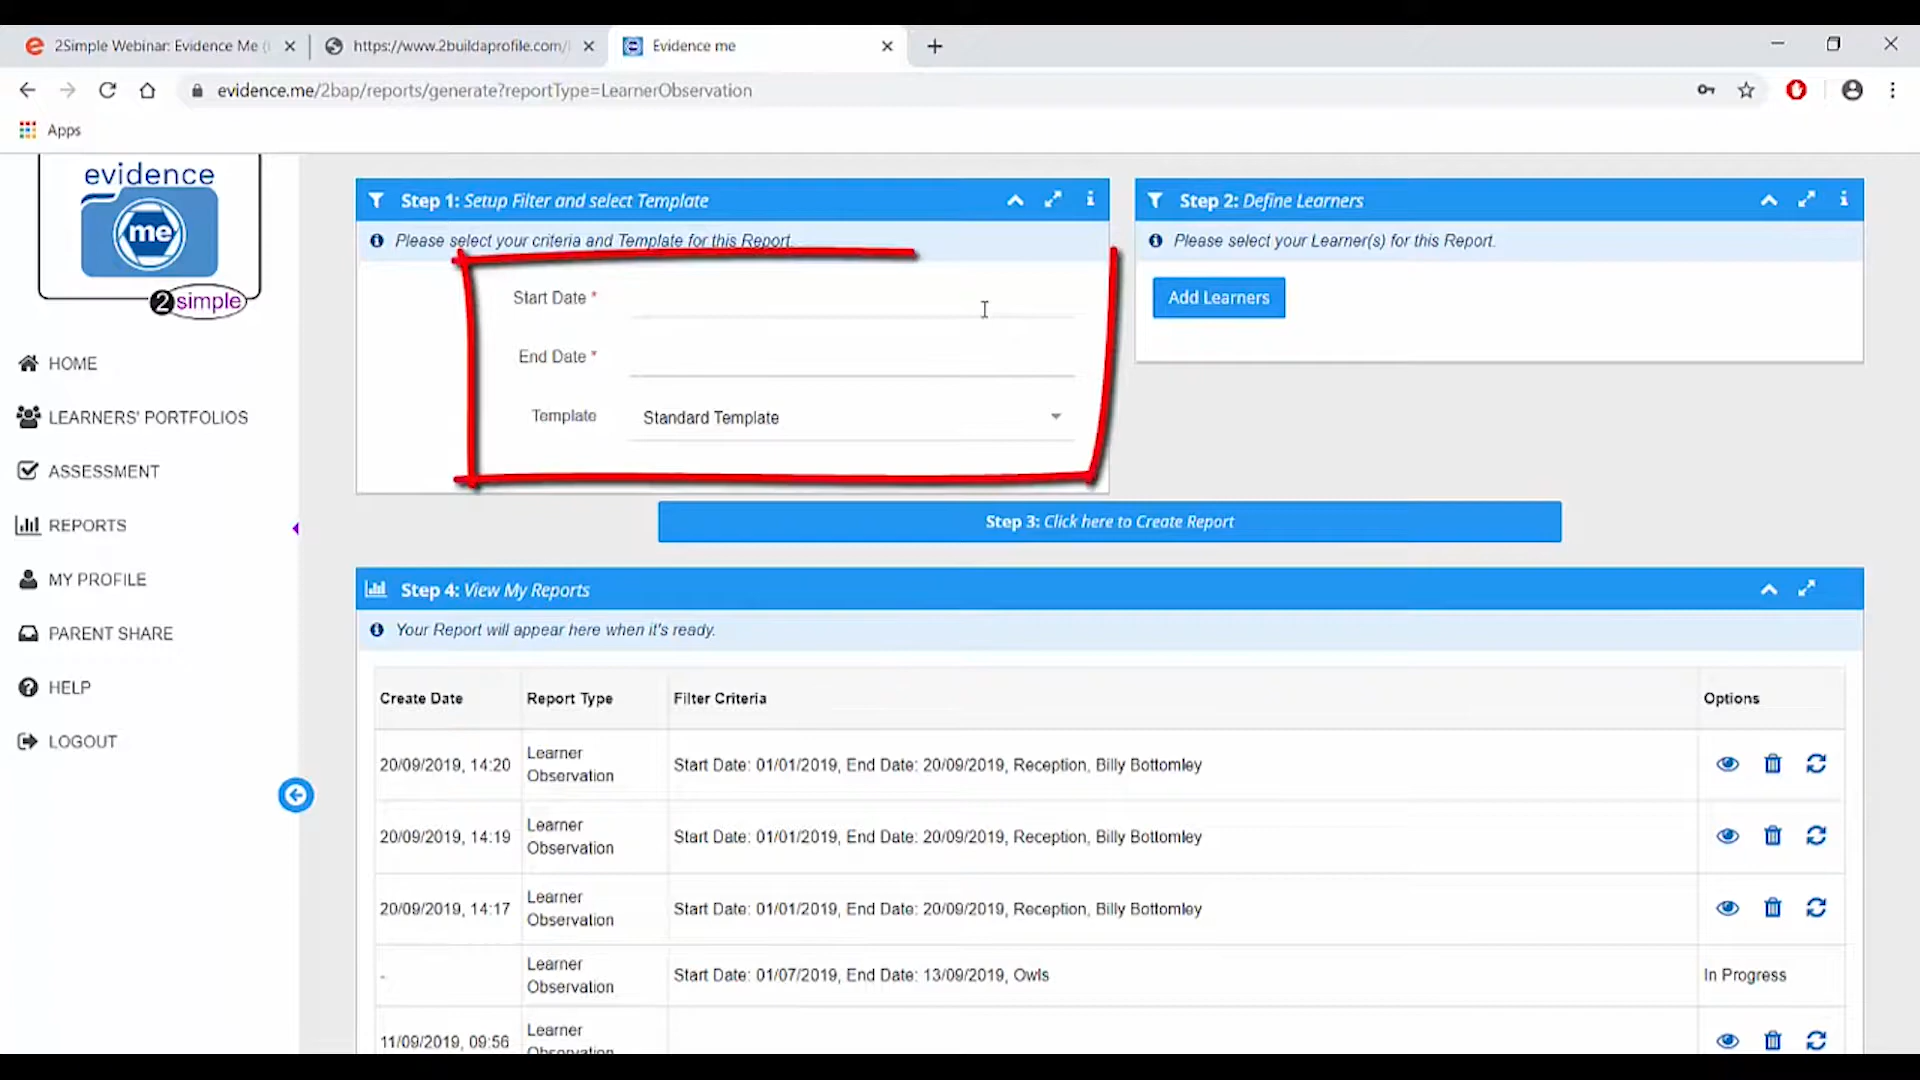 2Simple Webinar: Evidence Me (
https://www.2buildaprofile.com/
Evidence me
evidence.me/2bap/reports/generate?reportType=LearnerObservation
Apps
evidence
me
2simple
HOME
LEARNERS' PORTFOLIOS
ASSESSMENT
REPORTS
MY PROFILE
PARENT SHARE
HELP
LOGOUT
Step 1: Setup Filter and select Template
Please select your criteria and Template for this Report.
Start Date *
End Date *
Template Standard Template
Step 2: Define Learners
Please select your Learner(s) for this Report.
Add Learners
Step 3: Click here to Create Report
Step 4: View My Reports
Your Report will appear here when it's ready.
Create Date Report Type Filter Criteria Options
20/09/2019, 14:20 Learner Observation Start Date: 01/01/2019, End Date: 20/09/2019, Reception, Billy Bottomley
20/09/2019, 14:19 Learner Observation Start Date: 01/01/2019, End Date: 20/09/2019, Reception, Billy Bottomley
20/09/2019, 14:17 Learner Observation Start Date: 01/01/2019, End Date: 20/09/2019, Reception, Billy Bottomley
- Learner Observation Start Date: 01/07/2019, End Date: 13/09/2019, Owls In Progress
11/09/2019, 09:56 Learner Observation